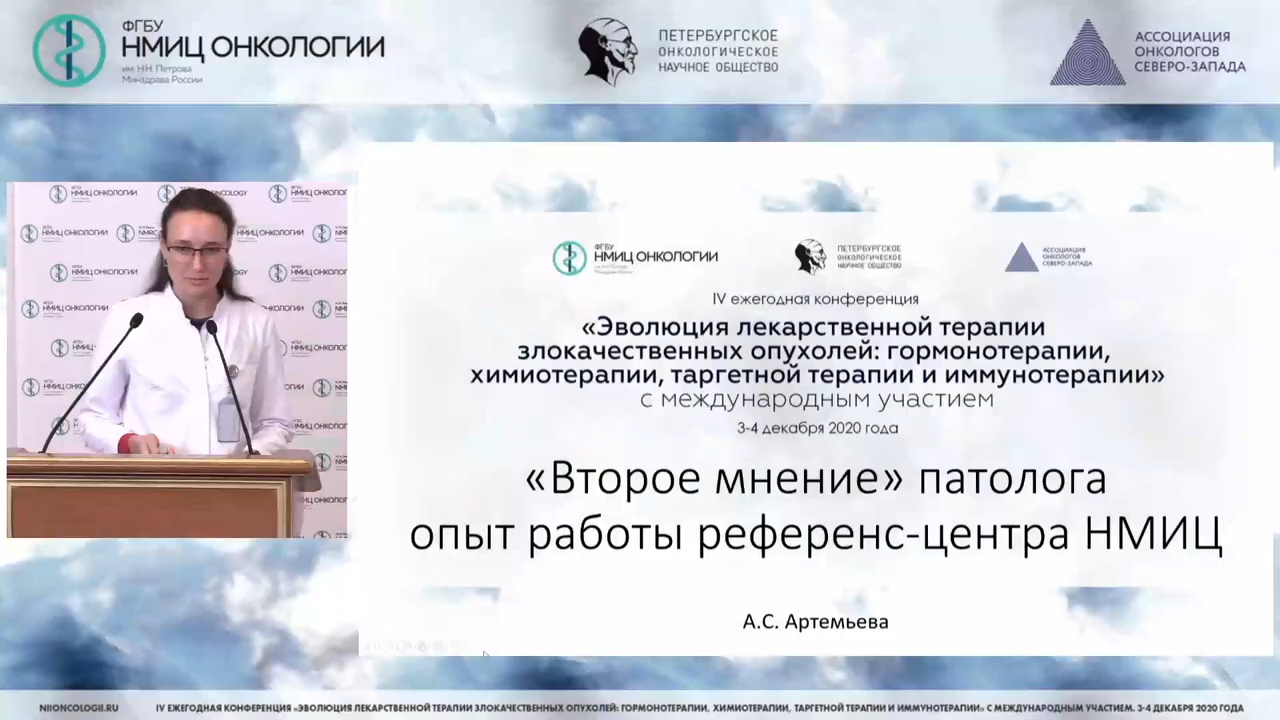 ФГБУ
НМИЦ ОНКОЛОГИИ
им. Н.Н. Петрова
Минздрава России
ПЕТЕРБУРГСКОЕ
ОНКОЛОГИЧЕСКОЕ
НАУЧНОЕ ОБЩЕСТВО
АССОЦИАЦИЯ
ОНКОЛОГОВ
СЕВЕРО-ЗАПАДА
ФГБУ
НМИЦ ОНКОЛОГИИ
ПЕТЕРБУРГСКОЕ
ОНКОЛОГИЧЕСКОЕ
НАУЧНОЕ ОБЩЕСТВО
АССОЦИАЦИЯ
ОНКОЛОГОВ
СЕВЕРО-ЗАПАДА
IV ежегодная конференция
«Эволюция лекарственной терапии
злокачественных опухолей: гормонотерапии,
химиотерапии, таргетной терапии и иммунотерапии»
с международным участием
3-4 декабря 2020 года
«Второе мнение» патолога
опыт работы референс-центра НМИЦ
А.С. Артемьева
NIIONCOLOGII.RU
IV ЕЖЕГОДНАЯ КОНФЕРЕНЦИЯ «ЭВОЛЮЦИЯ ЛЕКАРСТВЕННОЙ ТЕРАПИИ ЗЛОКАЧЕСТВЕННЫХ ОПУХОЛЕЙ: ГОРМОНОТЕРАПИИ, ХИМИОТЕРАПИИ, ТАРГЕТНОЙ ТЕРАПИИ И ИММУНОТЕРАПИИ» С МЕЖДУНАРОДНЫМ УЧАСТИЕМ. 3-4 ДЕКАБРЯ 2020 ГОДА